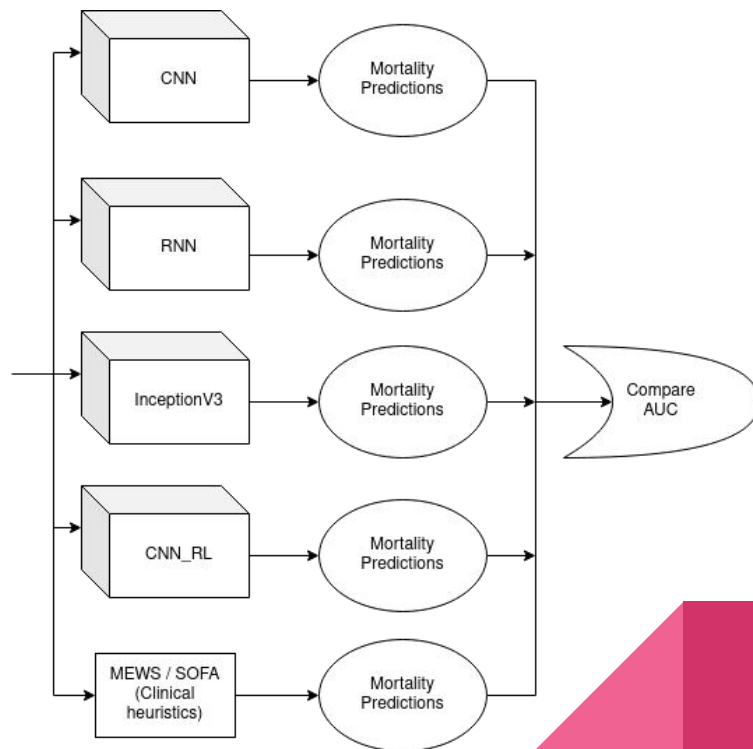 CNN
Mortality
Predictions
RNN
Mortality
Predictions
InceptionV3
Mortality
Predictions
Compare
AUC
CNN_RL
Mortality
Predictions
MEWS / SOFA
(Clinical
heuristics)
Mortality
Predictions